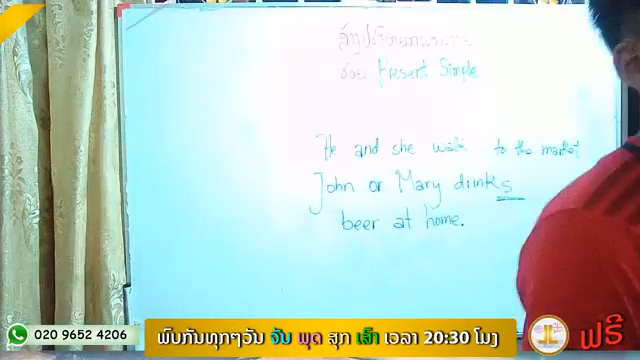 Present Simple
He and she walk to the market
John or Mary drinks
beer at home.
020 9652 4206
ພົບກັນທຸກໆວັນ ຈັນ ພຸດ ສຸກ ເສົາ ເວລາ 20:30 ໂມງ
ຟຣີ